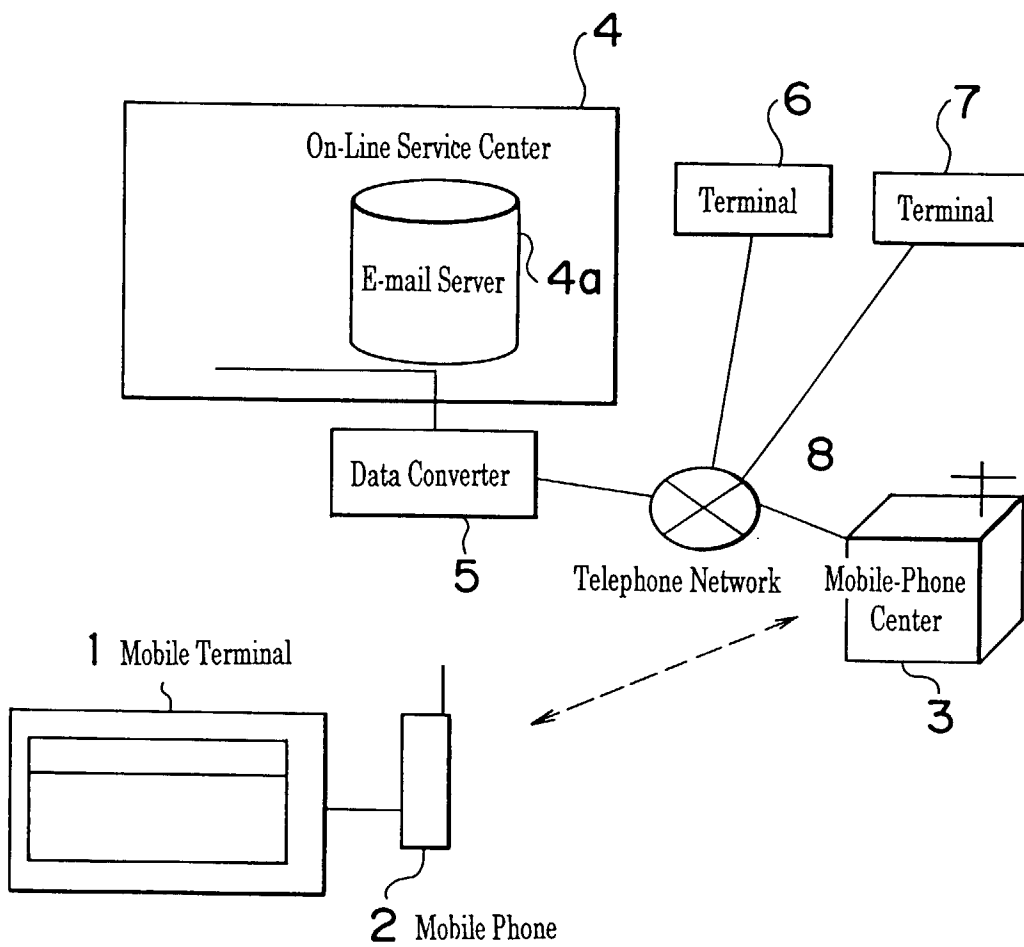 4
6
7
On-Line Service Center
Terminal
Terminal
E-mail Server
4a
8
Data Converter
5
Telephone Network
Mobile-Phone
Center
3
1 Mobile Terminal
2 Mobile Phone